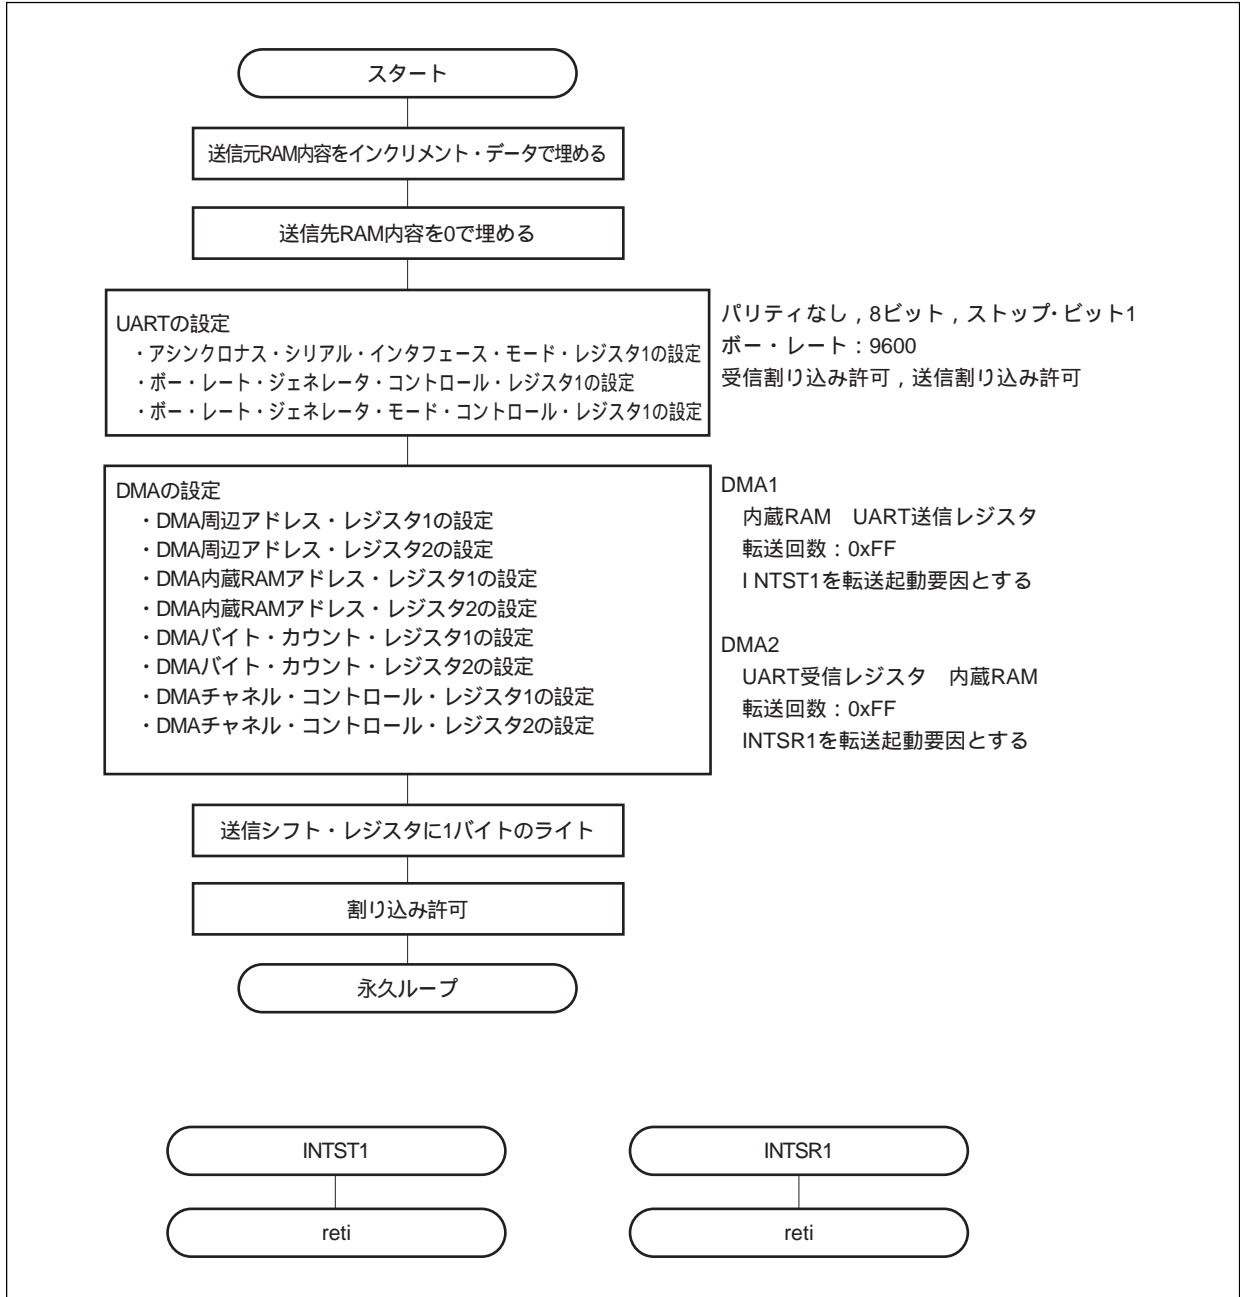 スタート
送信元RAM内容をインクリメント・データで埋める
送信先RAM内容を0で埋める
UARTの設定
・アシンクロナス・シリアル・インタフェース・モード・レジスタ1の設定
・ボー・レート・ジェネレータ・コントロール・レジスタ1の設定
・ボー・レート・ジェネレータ・モード・コントロール・レジスタ1の設定
パリティなし，8ビット，ストップ・ビット1
ボー・レート：9600
受信割り込み許可，送信割り込み許可
DMAの設定
・DMA周辺アドレス・レジスタ1の設定
・DMA周辺アドレス・レジスタ2の設定
・DMA内蔵RAMアドレス・レジスタ1の設定
・DMA内蔵RAMアドレス・レジスタ2の設定
・DMAバイト・カウント・レジスタ1の設定
・DMAバイト・カウント・レジスタ2の設定
・DMAチャネル・コントロール・レジスタ1の設定
・DMAチャネル・コントロール・レジスタ2の設定
DMA1
内蔵RAM　UART送信レジスタ
転送回数：0xFF
INTST1を転送起動要因とする
DMA2
UART受信レジスタ　内蔵RAM
転送回数：0xFF
INTSR1を転送起動要因とする
送信シフト・レジスタに1バイトのライト
割り込み許可
永久ループ
INTST1
reti
INTSR1
reti